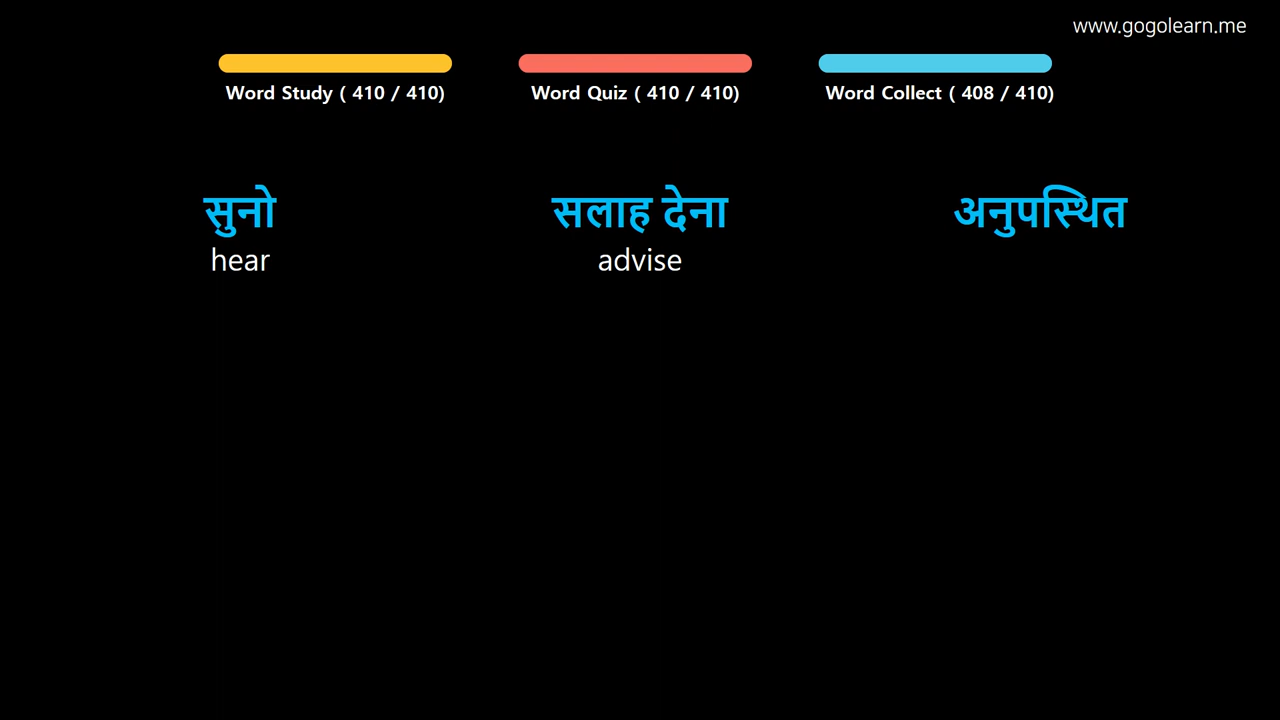 www.gogolearn.me
Word Study ( 410 / 410)
Word Quiz ( 410 / 410)
Word Collect ( 408 / 410)
सुनो
hear
सलाह देना
advise
अनुपस्थित